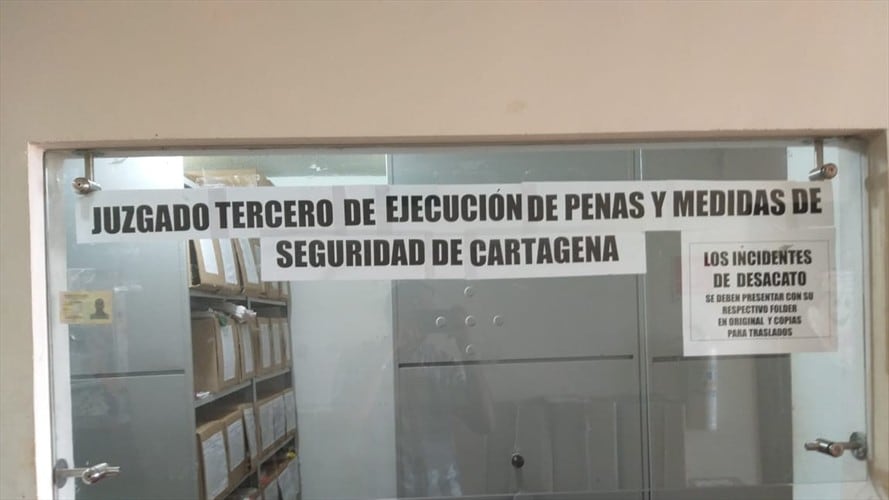 JUZGADO TERCERO DE EJECUCIÓN DE PENAS Y MEDIDAS DE
SEGURIDAD DE CARTAGENA
LOS INCIDENTES
DE DESACATO
SE DEBEN PRESENTAR CON SU
RESPECTIVO FOLDER
EN ORIGINAL Y COPIAS
PARA TRASLADOS